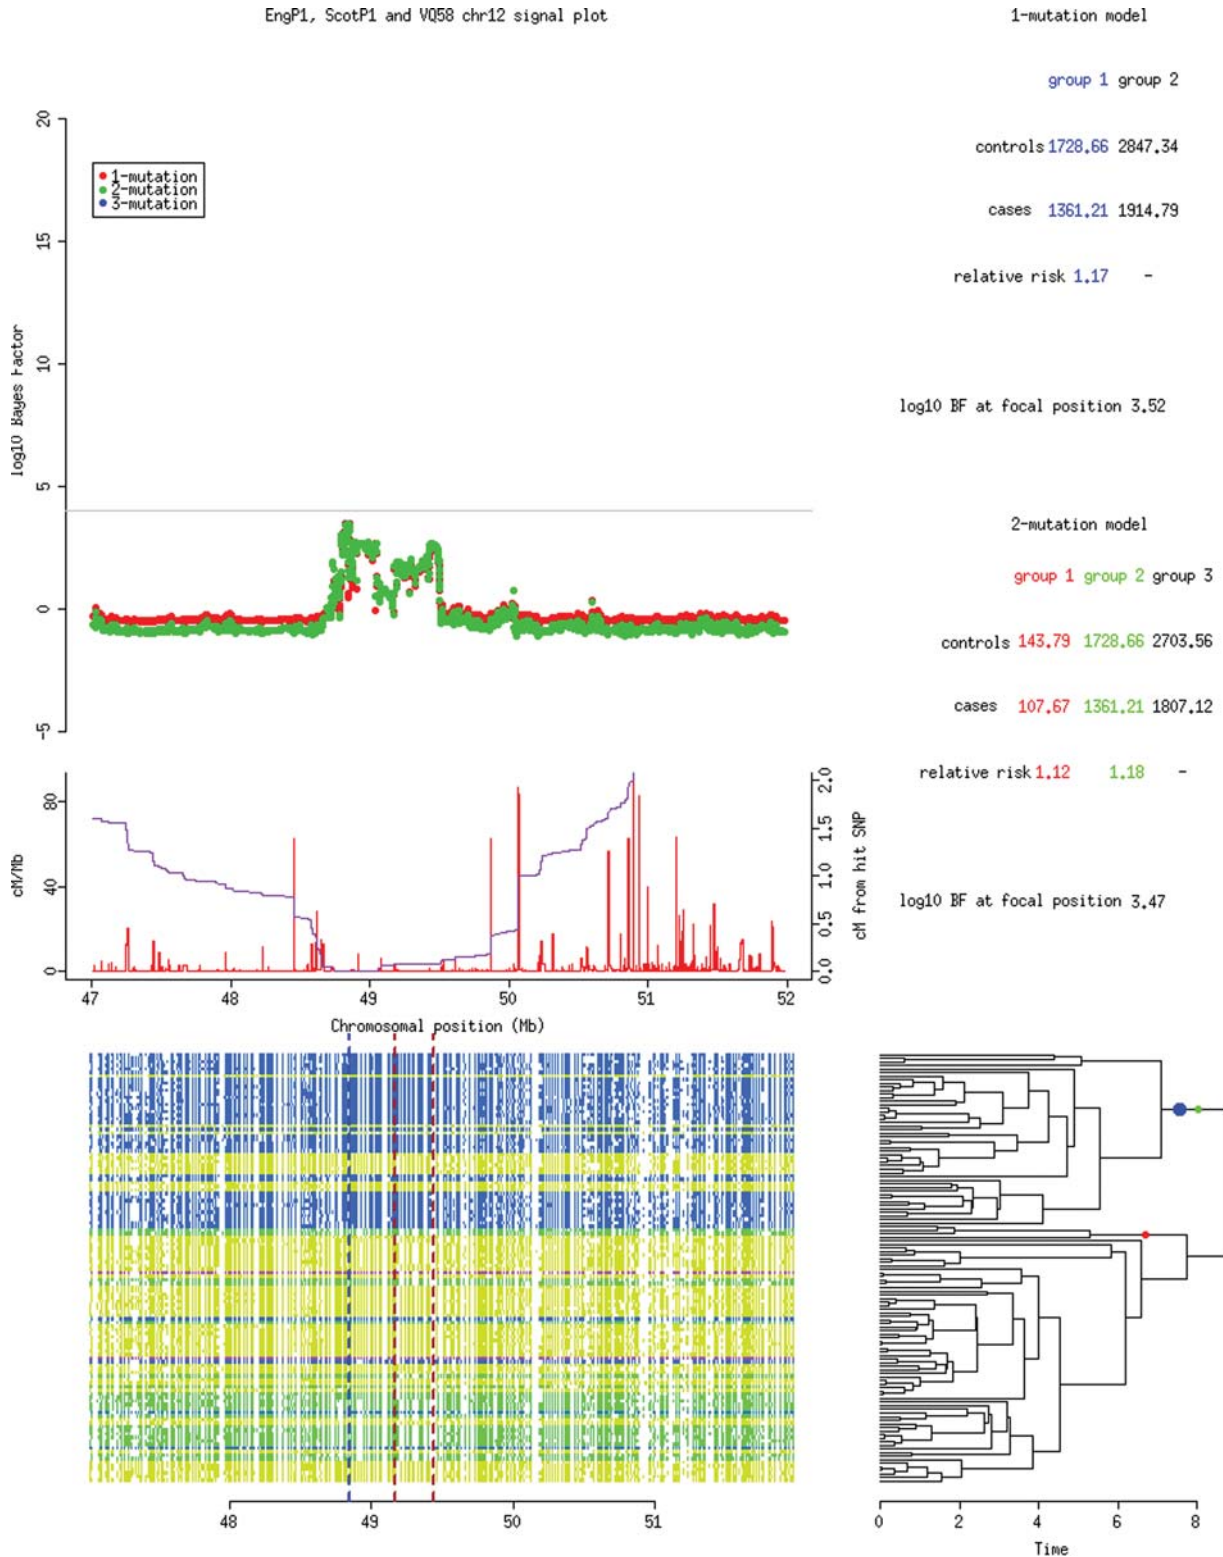 EngP1, ScotP1 and VQ58 chr12 signal plot
1-mutation model
group 1 group 2
controls 1728.66 2847.34
cases 1361.21 1914.79
relative risk 1.17 -
log10 BF at focal position 3.52
20
15
10
5
0
-5
log10 Bayes Factor
1-mutation
2-mutation
3-mutation
2-mutation model
group 1 group 2 group 3
controls 143.79 1728.66 2703.56
cases 107.67 1361.21 1807.12
relative risk 1.12 1.18 -
log10 BF at focal position 3.47
80
40
0
cM/Mb
2.0
1.5
1.0
0.5
0.0
cM from hit SNP
47 48 49 50 51 52
Chromosomal position (Mb)
48 49 50 51
0 2 4 6 8
Time